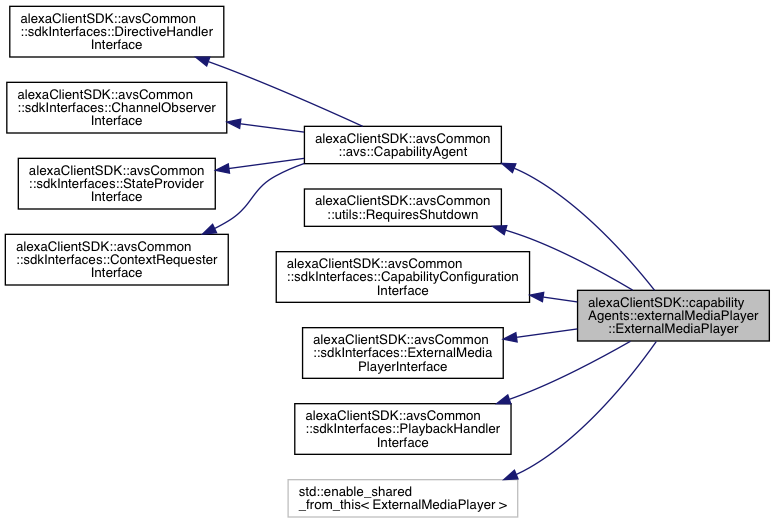 alexaClientSDK::avsCommon
::sdkInterfaces::DirectiveHandler
Interface
alexaClientSDK::avsCommon
::sdkInterfaces::ChannelObserver
Interface
alexaClientSDK::avsCommon
::sdkInterfaces::StateProvider
Interface
alexaClientSDK::avsCommon
::sdkInterfaces::ContextRequester
Interface
alexaClientSDK::avsCommon
::avs::CapabilityAgent
alexaClientSDK::avsCommon
::utils::RequiresShutdown
alexaClientSDK::avsCommon
::sdkInterfaces::CapabilityConfiguration
Interface
alexaClientSDK::avsCommon
::sdkInterfaces::ExternalMedia
PlayerInterface
alexaClientSDK::avsCommon
::sdkInterfaces::PlaybackHandler
Interface
std::enable_shared
_from_this< ExternalMediaPlayer >
alexaClientSDK::capability
Agents::externalMediaPlayer
::ExternalMediaPlayer